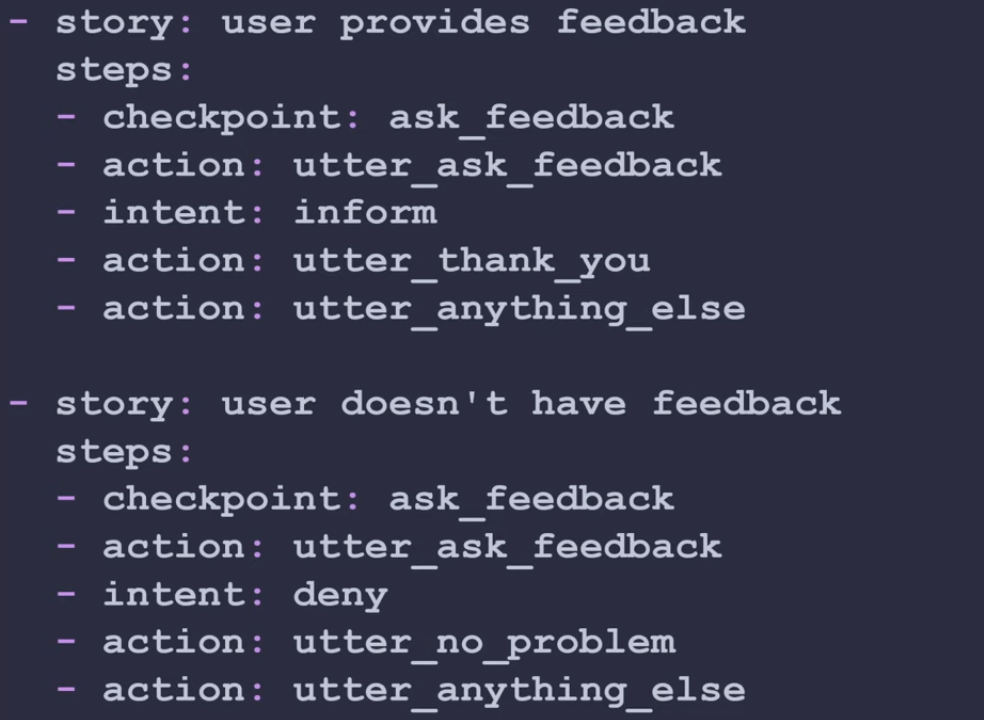 - story: user provides feedback
  steps:
  - checkpoint: ask_feedback
  - action: utter_ask_feedback
  - intent: inform
  - action: utter_thank_you
  - action: utter_anything_else

- story: user doesn't have feedback
  steps:
  - checkpoint: ask_feedback
  - action: utter_ask_feedback
  - intent: deny
  - action: utter_no_problem
  - action: utter_anything_else